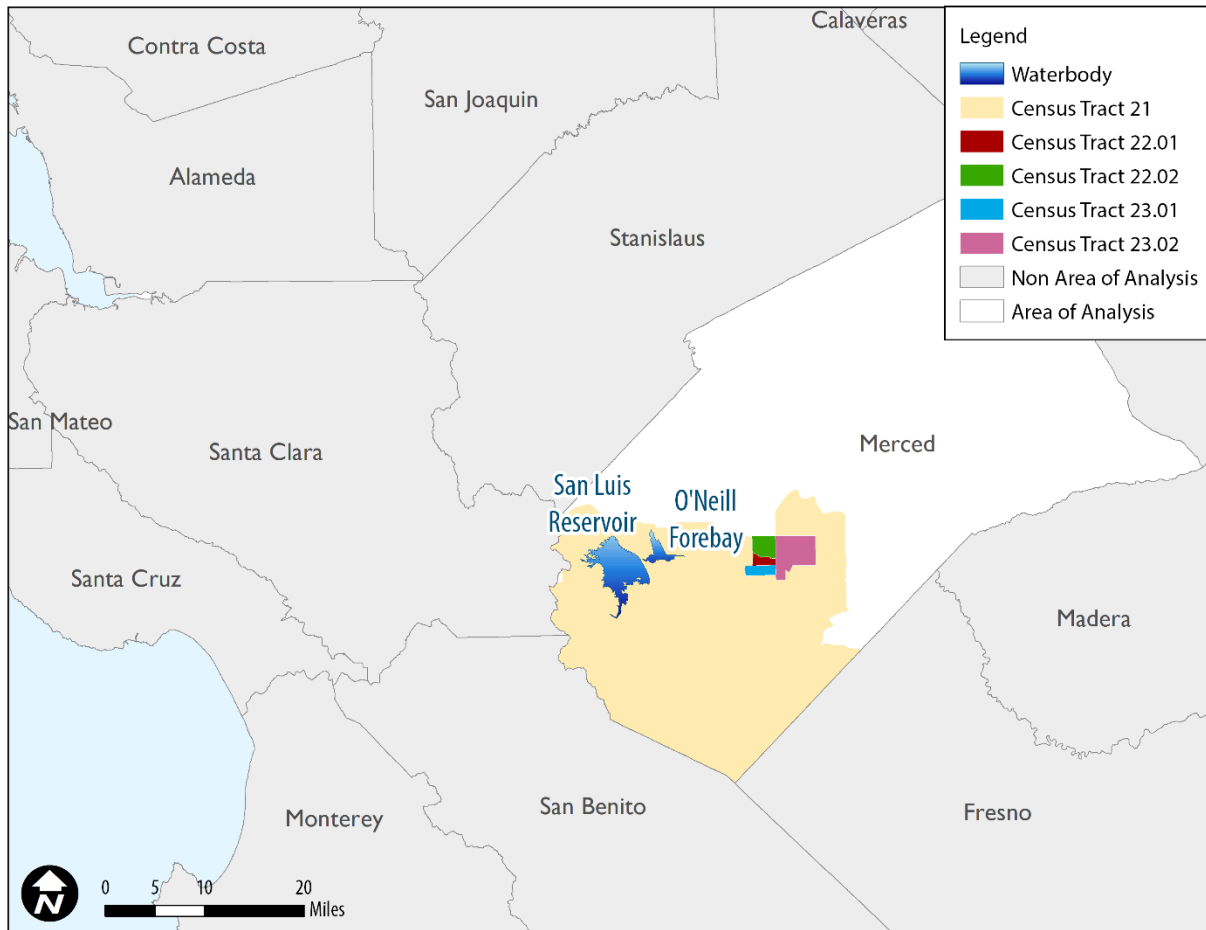 Calaveras
Contra Costa
San Joaquin
Alameda
Stanislaus
Legend
Waterbody
Census Tract 21
Census Tract 22.01
Census Tract 22.02
Census Tract 23.01
Census Tract 23.02
Non Area of Analysis
Area of Analysis
San Mateo
Santa Clara
Merced
San Luis
Reservoir
O'Neill
Forebay
Santa Cruz
Madera
Monterey
San Benito
Fresno
N
0 5 10 20
Miles